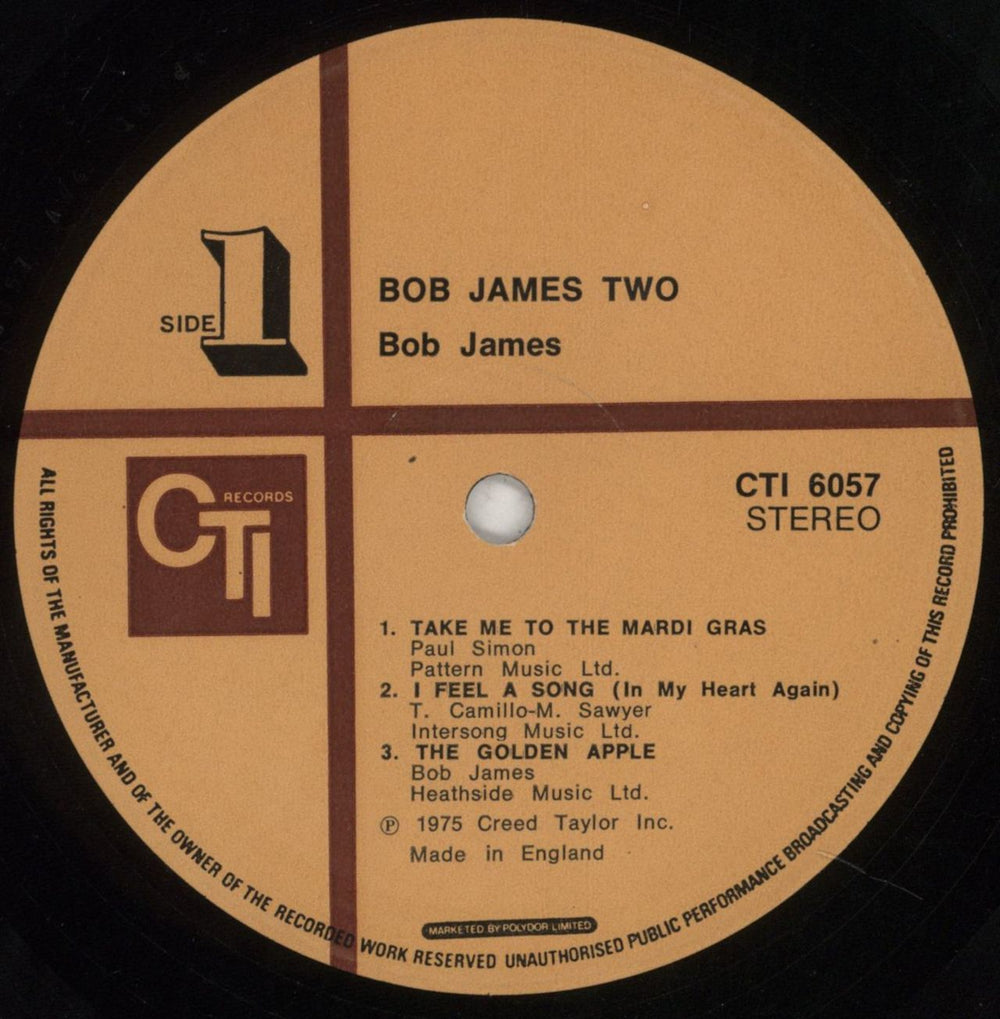 SIDE 1
BOB JAMES TWO
Bob James
CTI RECORDS
CTI 6057
STEREO
1. TAKE ME TO THE MARDI GRAS
Paul Simon
Pattern Music Ltd.
2. I FEEL A SONG (In My Heart Again)
T. Camillo-M. Sawyer
Intersong Music Ltd.
3. THE GOLDEN APPLE
Bob James
Heathside Music Ltd.
℗ 1975 Creed Taylor Inc.
Made in England
MARKETED BY POLYDOR LIMITED
ALL RIGHTS OF THE MANUFACTURER AND OF THE OWNER OF THE RECORDED WORK RESERVED UNAUTHORISED PUBLIC PERFORMANCE BROADCASTING AND COPYING OF THIS RECORD PROHIBITED